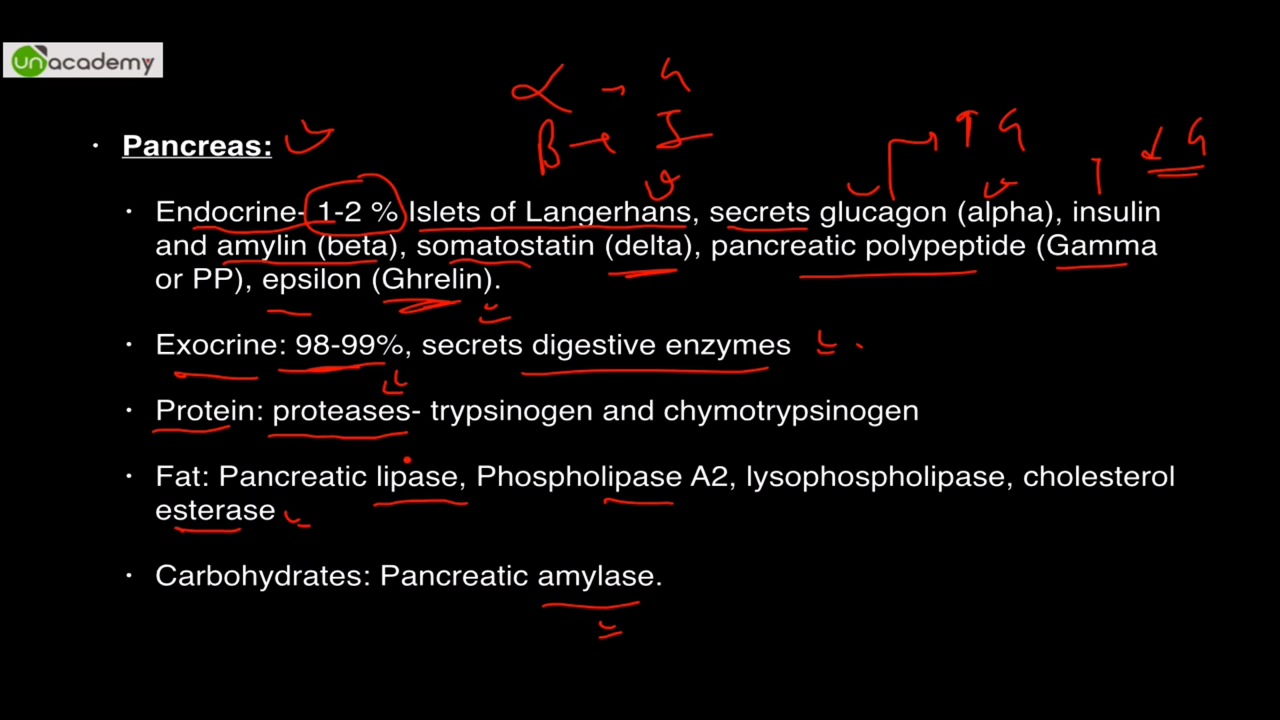 unacademy
α → G
β → I
↑ G
↓ G
• Pancreas:
• Endocrine- 1-2 % Islets of Langerhans, secrets glucagon (alpha), insulin
and amylin (beta), somatostatin (delta), pancreatic polypeptide (Gamma
or PP), epsilon (Ghrelin).
• Exocrine: 98-99%, secrets digestive enzymes
• Protein: proteases- trypsinogen and chymotrypsinogen
• Fat: Pancreatic lipase, Phospholipase A2, lysophospholipase, cholesterol
esterase
• Carbohydrates: Pancreatic amylase.